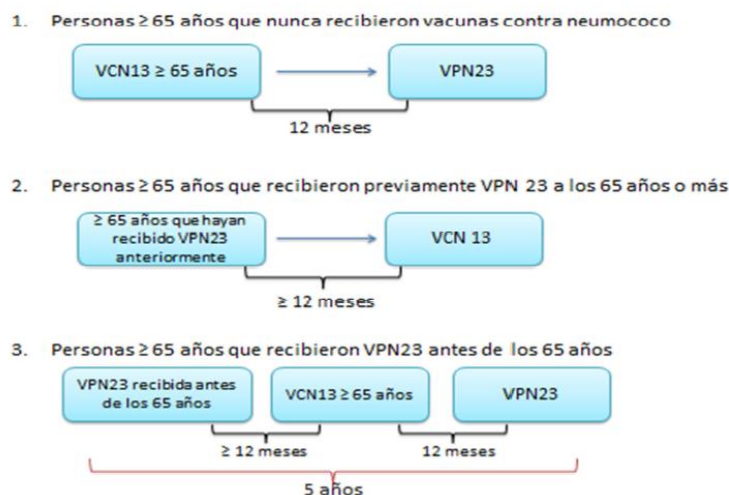 1. Personas ≥ 65 años que nunca recibieron vacunas contra neumococo
VCN13 ≥ 65 años
VPN23
12 meses
2. Personas ≥ 65 años que recibieron previamente VPN 23 a los 65 años o más
≥ 65 años que hayan
recibido VPN23
anteriormente
VCN 13
≥ 12 meses
3. Personas ≥ 65 años que recibieron VPN23 antes de los 65 años
VPN23 recibida antes
de los 65 años
VCN13 ≥ 65 años
VPN23
≥ 12 meses
12 meses
5 años